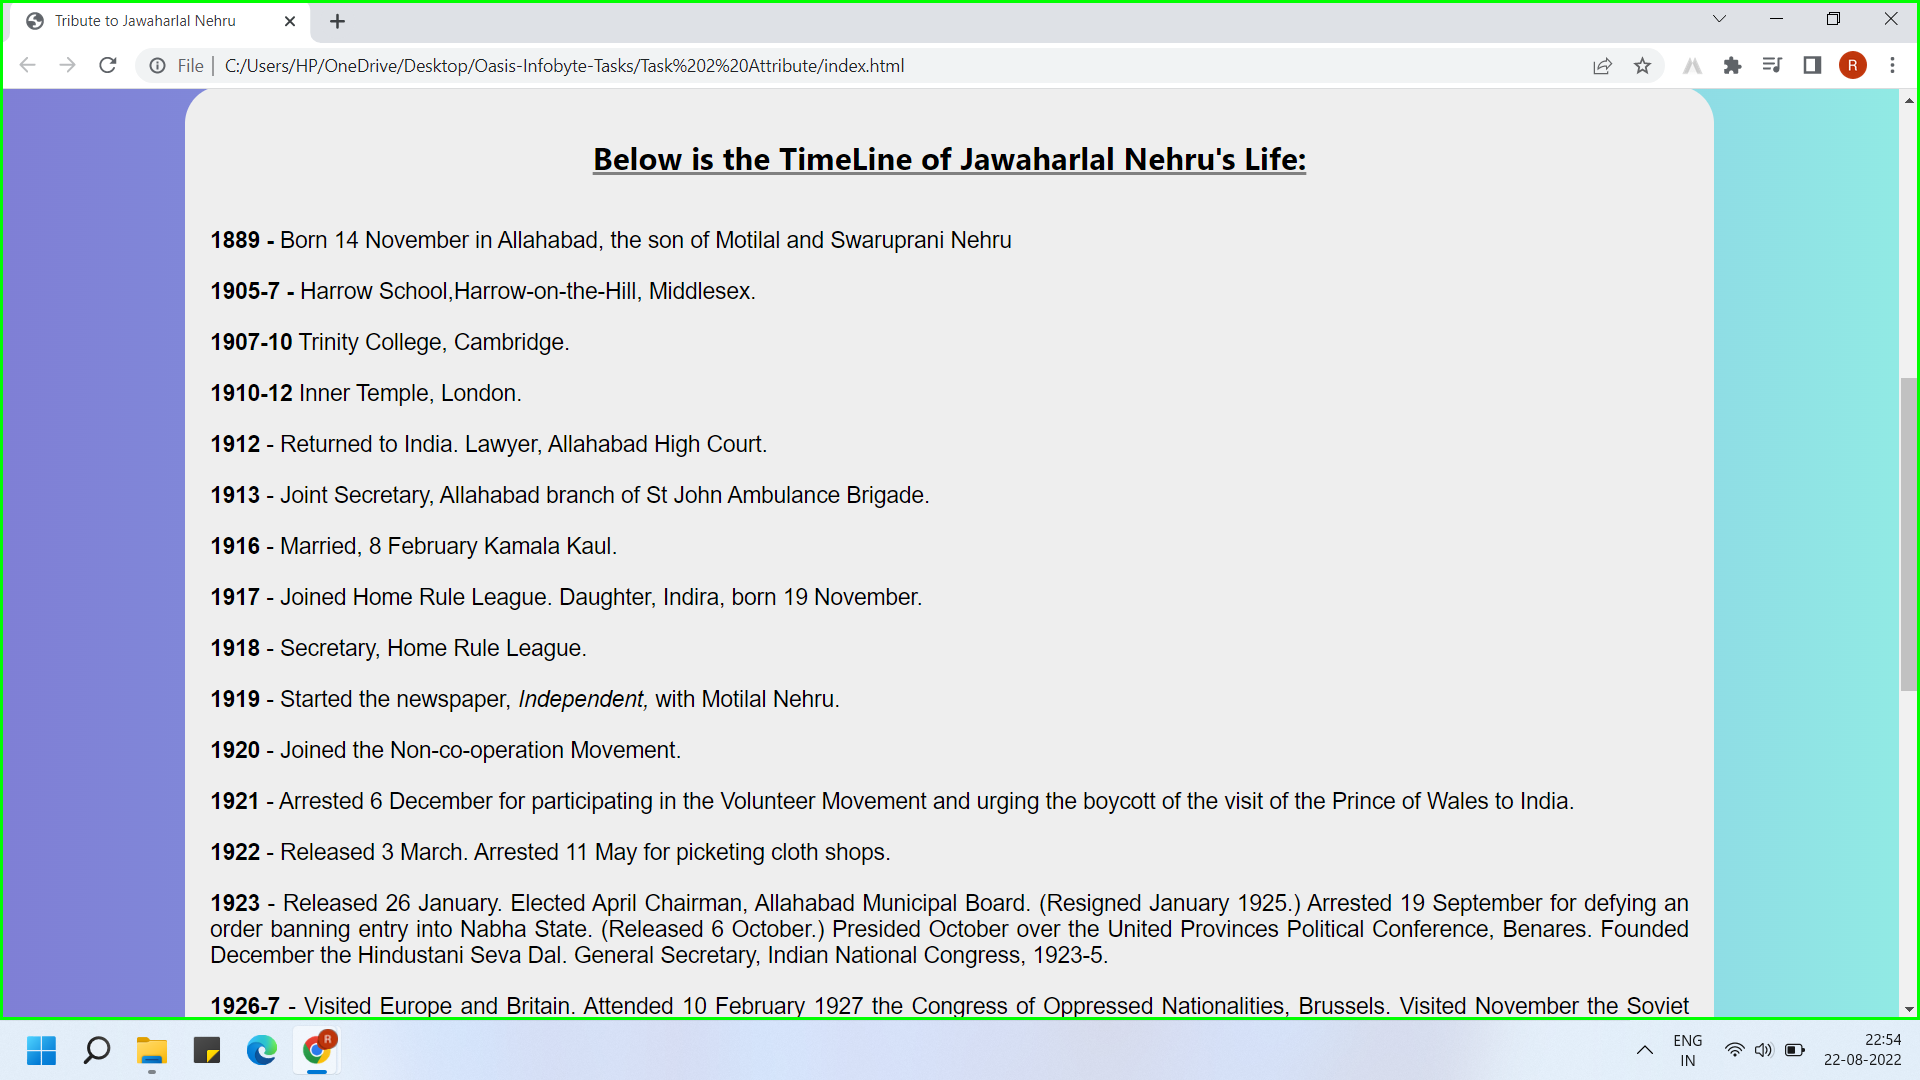 Tribute to Jawaharlal Nehru
File | C:/Users/HP/OneDrive/Desktop/Oasis-Infobyte-Tasks/Task%202%20Attribute/index.html
R
Below is the TimeLine of Jawaharlal Nehru's Life:
1889 - Born 14 November in Allahabad, the son of Motilal and Swaruprani Nehru
1905-7 - Harrow School,Harrow-on-the-Hill, Middlesex.
1907-10 Trinity College, Cambridge.
1910-12 Inner Temple, London.
1912 - Returned to India. Lawyer, Allahabad High Court.
1913 - Joint Secretary, Allahabad branch of St John Ambulance Brigade.
1916 - Married, 8 February Kamala Kaul.
1917 - Joined Home Rule League. Daughter, Indira, born 19 November.
1918 - Secretary, Home Rule League.
1919 - Started the newspaper, Independent, with Motilal Nehru.
1920 - Joined the Non-co-operation Movement.
1921 - Arrested 6 December for participating in the Volunteer Movement and urging the boycott of the visit of the Prince of Wales to India.
1922 - Released 3 March. Arrested 11 May for picketing cloth shops.
1923 - Released 26 January. Elected April Chairman, Allahabad Municipal Board. (Resigned January 1925.) Arrested 19 September for defying an
order banning entry into Nabha State. (Released 6 October.) Presided October over the United Provinces Political Conference, Benares. Founded
December the Hindustani Seva Dal. General Secretary, Indian National Congress, 1923-5.
1926-7 - Visited Europe and Britain. Attended 10 February 1927 the Congress of Oppressed Nationalities, Brussels. Visited November the Soviet
R
ENG
IN
22:54
22-08-2022